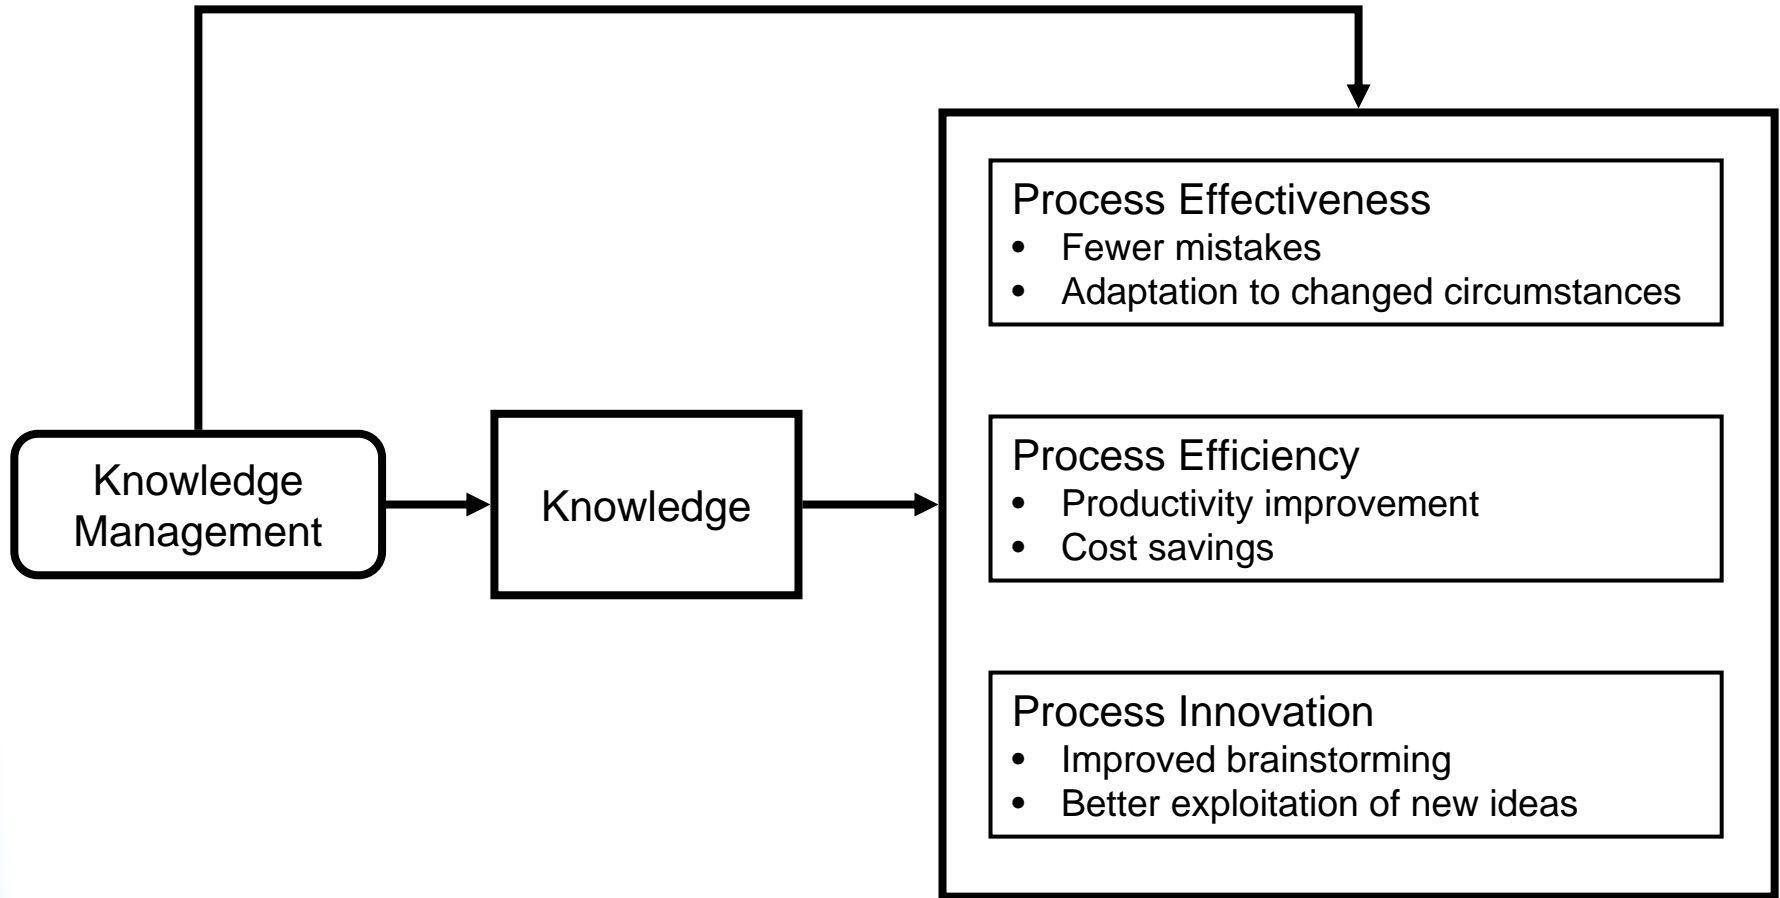 Process Effectiveness
• Fewer mistakes
• Adaptation to changed circumstances
Knowledge
Management
Knowledge
Process Efficiency
• Productivity improvement
• Cost savings
Process Innovation
• Improved brainstorming
• Better exploitation of new ideas